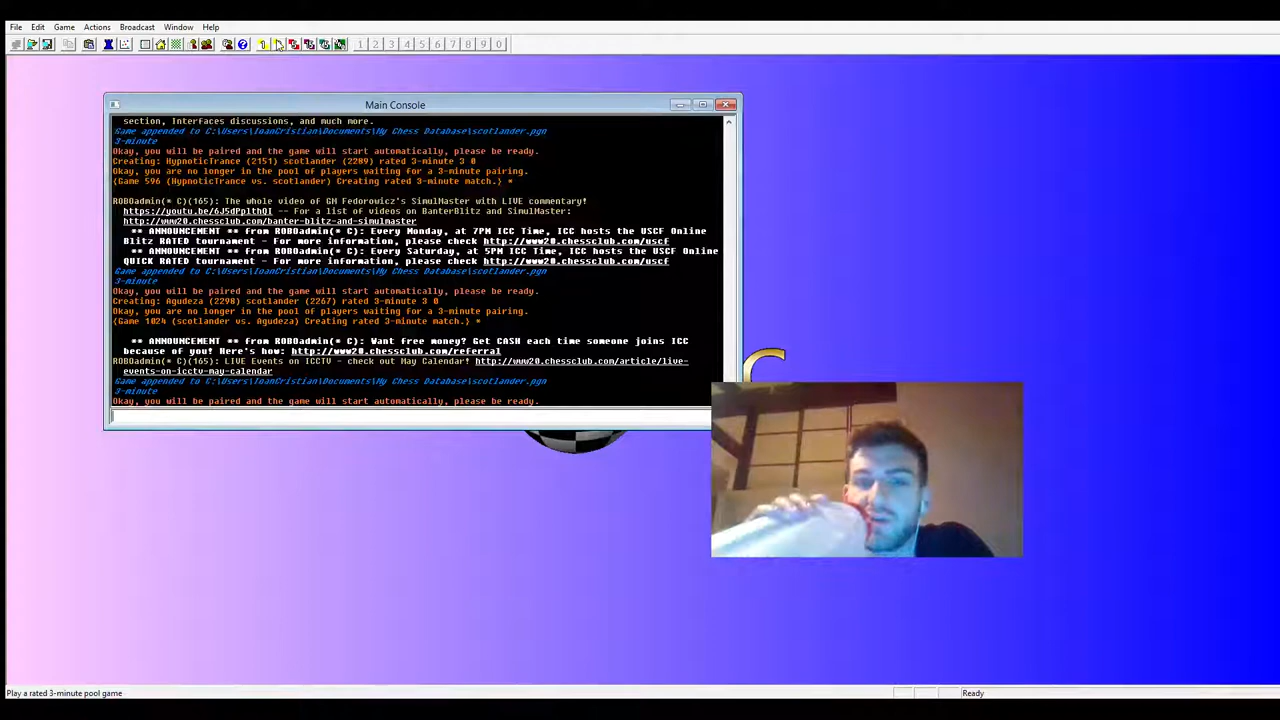 File Edit Game Actions Broadcast Window Help
1 2 3 4 5 6 7 8 9 0
Main Console
section, Interfaces discussions, and much more.
Game appended to C:\Users\IoanCristian\Documents\My Chess Database\scotlander.pgn
3-minute
Okay, you will be paired and the game will start automatically, please be ready.
Creating: HypnoticTrance (2151) scotlander (2289) rated 3-minute 3 0
Okay, you are no longer in the pool of players waiting for a 3-minute pairing.
{Game 596 (HypnoticTrance vs. scotlander) Creating rated 3-minute match.} *
ROBOadmin(* C)(165): The whole video of GM Fedorowicz's SimulMaster with LIVE commentary!
https://youtu.be/6J5dPplthQI -- For a list of videos on BanterBlitz and SimulMaster:
http://www20.chessclub.com/banter-blitz-and-simulmaster
** ANNOUNCEMENT ** from ROBOadmin(* C): Every Monday, at 7PM ICC Time, ICC hosts the USCF Online
Blitz RATED tournament - For more information, please check http://www20.chessclub.com/uscf
** ANNOUNCEMENT ** from ROBOadmin(* C): Every Saturday, at 5PM ICC Time, ICC hosts the USCF Online
QUICK RATED tournament - For more information, please check http://www20.chessclub.com/uscf
Game appended to C:\Users\IoanCristian\Documents\My Chess Database\scotlander.pgn
3-minute
Okay, you will be paired and the game will start automatically, please be ready.
Creating: Agudeza (2298) scotlander (2267) rated 3-minute 3 0
Okay, you are no longer in the pool of players waiting for a 3-minute pairing.
{Game 1024 (scotlander vs. Agudeza) Creating rated 3-minute match.} *
** ANNOUNCEMENT ** from ROBOadmin(* C): Want free money? Get CASH each time someone joins ICC
because of you! Here's how: http://www20.chessclub.com/referral
ROBOadmin(* C)(165): LIVE Events on ICCTV - check out May Calendar! http://www20.chessclub.com/article/live-
events-on-icctv-may-calendar
Game appended to C:\Users\IoanCristian\Documents\My Chess Database\scotlander.pgn
3-minute
Okay, you will be paired and the game will start automatically, please be ready.
Play a rated 3-minute pool game
Ready